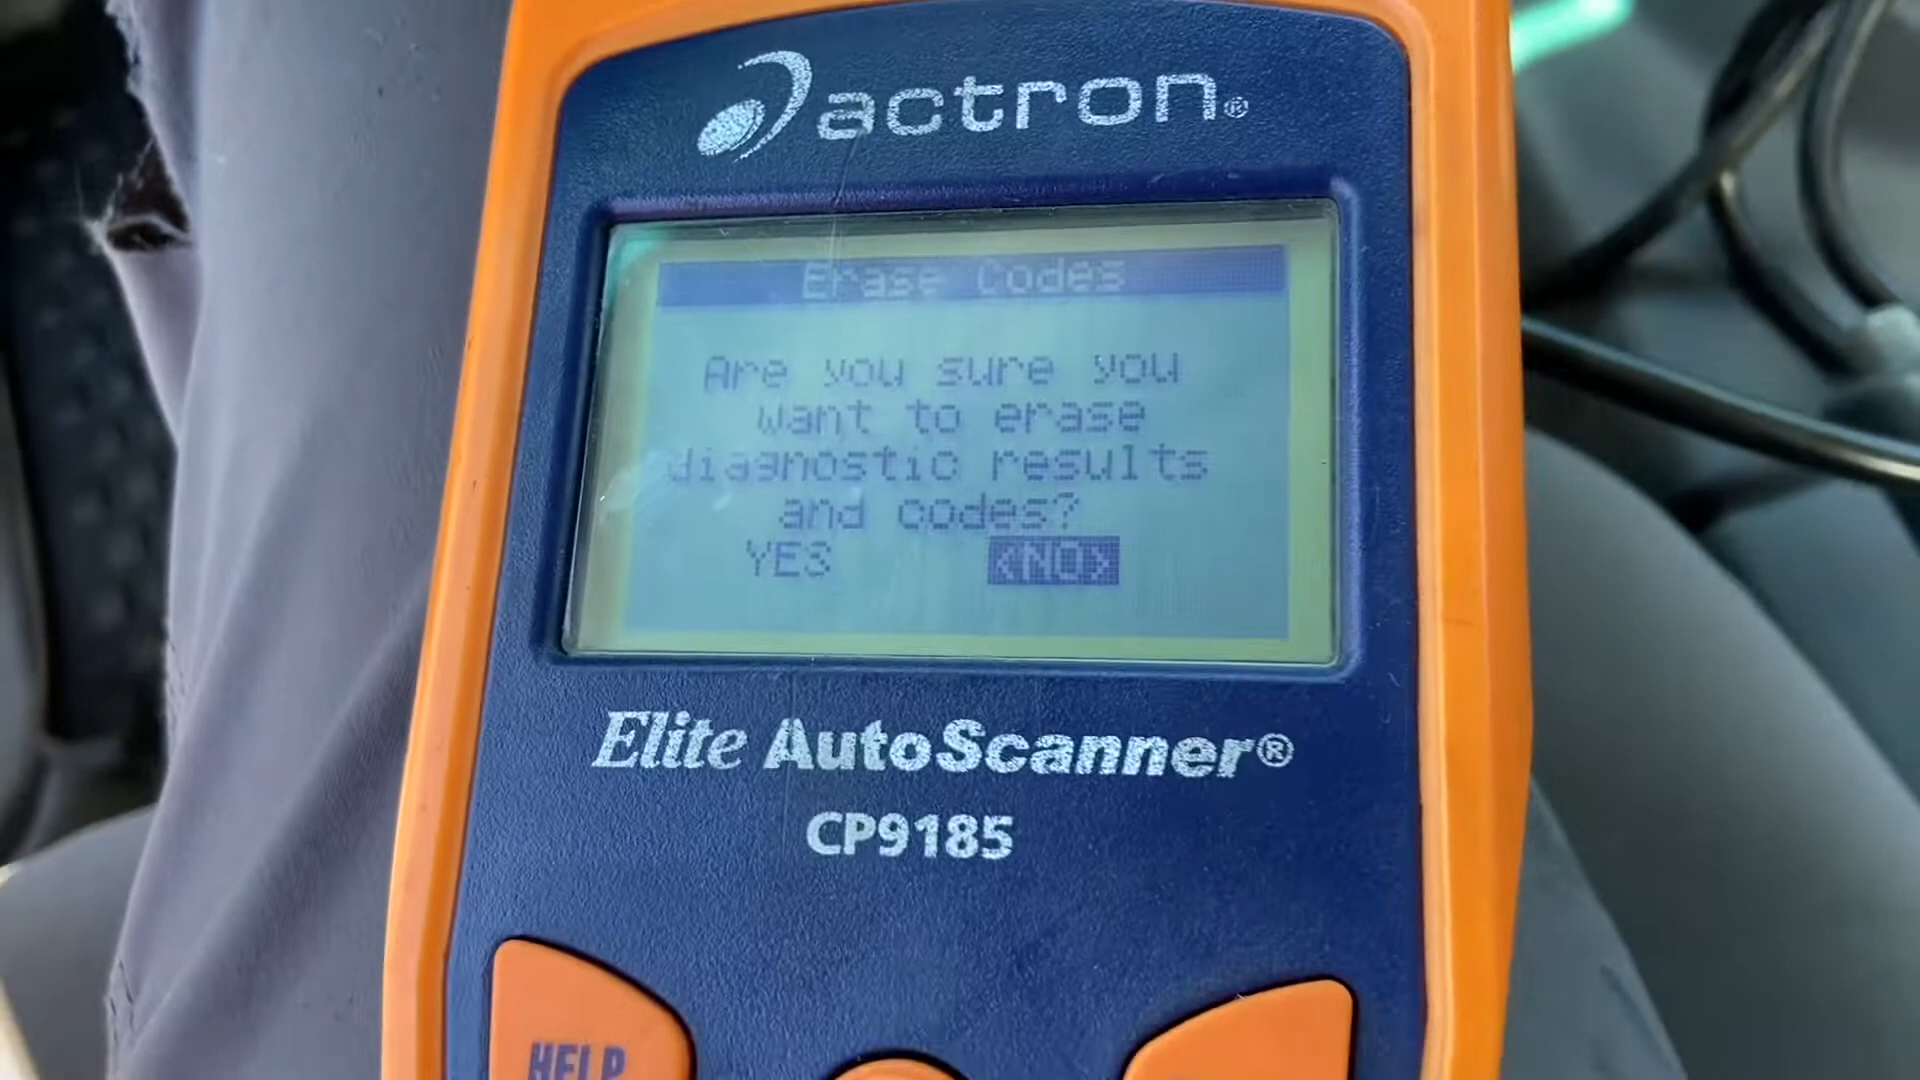 actron®
Erase Codes
Are you sure you
want to erase
diagnostic results
and codes?
YES <NO>
Elite AutoScanner®
CP9185
HELP